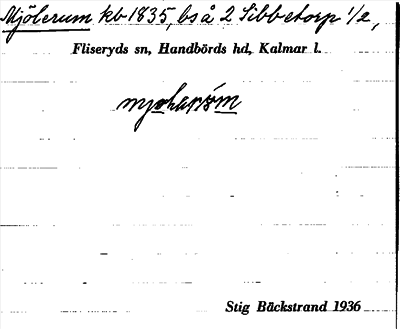 Mjölerum kb 1835, bs å 2 Sibbetorp 1/2,
Fliseryds sn, Handbörds hd, Kalmar l.
Stig Bäckstrand 1936